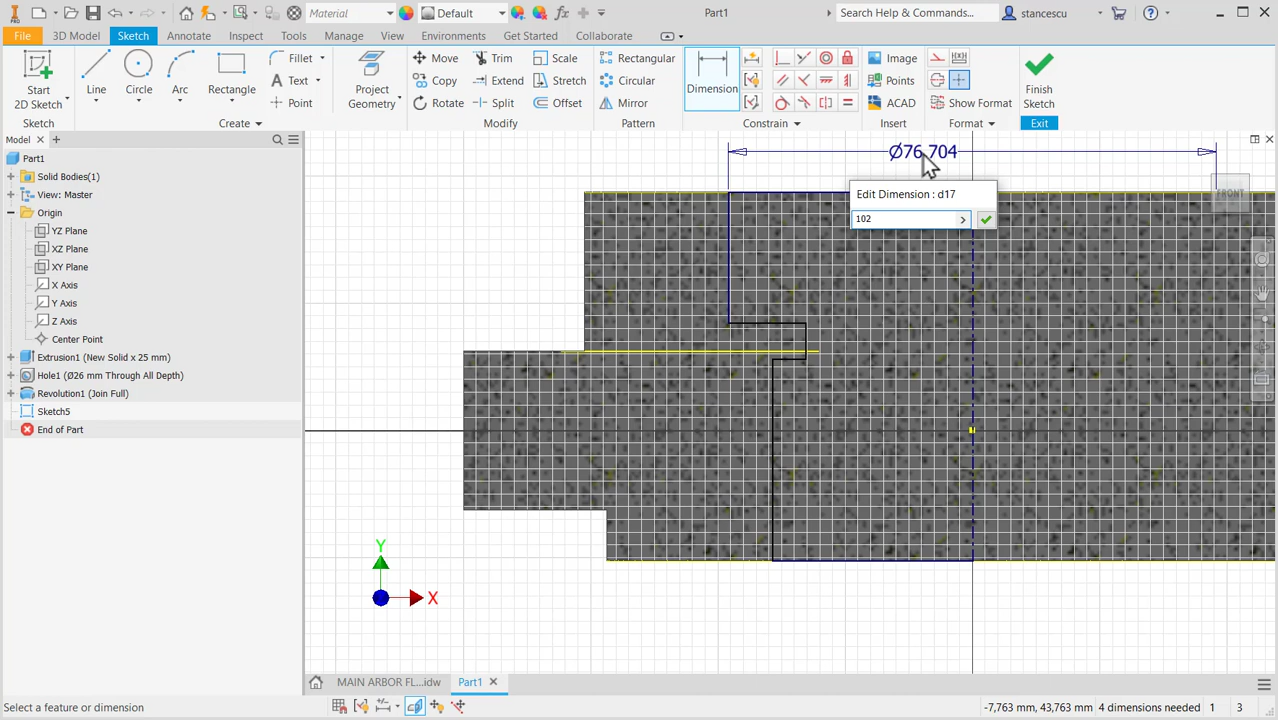 PRO
Material
Default
Part1
Search Help & Commands...
stancescu
File
3D Model
Sketch
Annotate
Inspect
Tools
Manage
View
Environments
Get Started
Collaborate
Start
2D Sketch
Line
Circle
Arc
Rectangle
Fillet
Text
Point
Project
Geometry
Move
Copy
Rotate
Trim
Extend
Split
Scale
Stretch
Offset
Rectangular
Circular
Mirror
Dimension
Image
Points
ACAD
Show Format
Finish
Sketch
Sketch
Create
Modify
Pattern
Constrain
Insert
Format
Exit
Model
Part1
Solid Bodies(1)
View: Master
Origin
YZ Plane
XZ Plane
XY Plane
X Axis
Y Axis
Z Axis
Center Point
Extrusion1 (New Solid x 25 mm)
Hole1 (Ø26 mm Through All Depth)
Revolution1 (Join Full)
Sketch5
End of Part
Ø76,704
Edit Dimension : d17
102
FRONT
Y
X
MAIN ARBOR FL...idw
Part1
Select a feature or dimension
-7,763 mm, 43,763 mm
4 dimensions needed
1
3